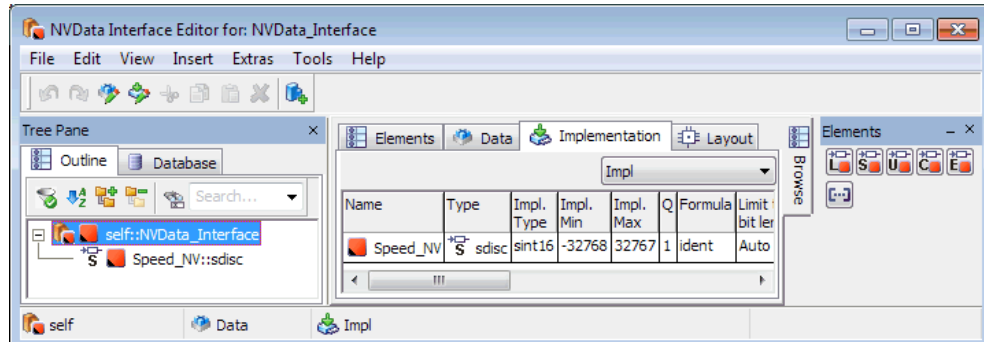 NVData Interface Editor for: NVData_Interface
File Edit View Insert Extras Tools Help
Tree Pane
Outline Database
Search...
self::NVData_Interface
S Speed_NV::sdisc
Elements Data Implementation Layout
Impl
Name Type Impl. Type Impl. Min Impl. Max Q Formula Limit bit
Speed_NV S sdisc sint16 -32768 32767 1 ident Auto
Browse
Elements
L S U C E
self Data Impl